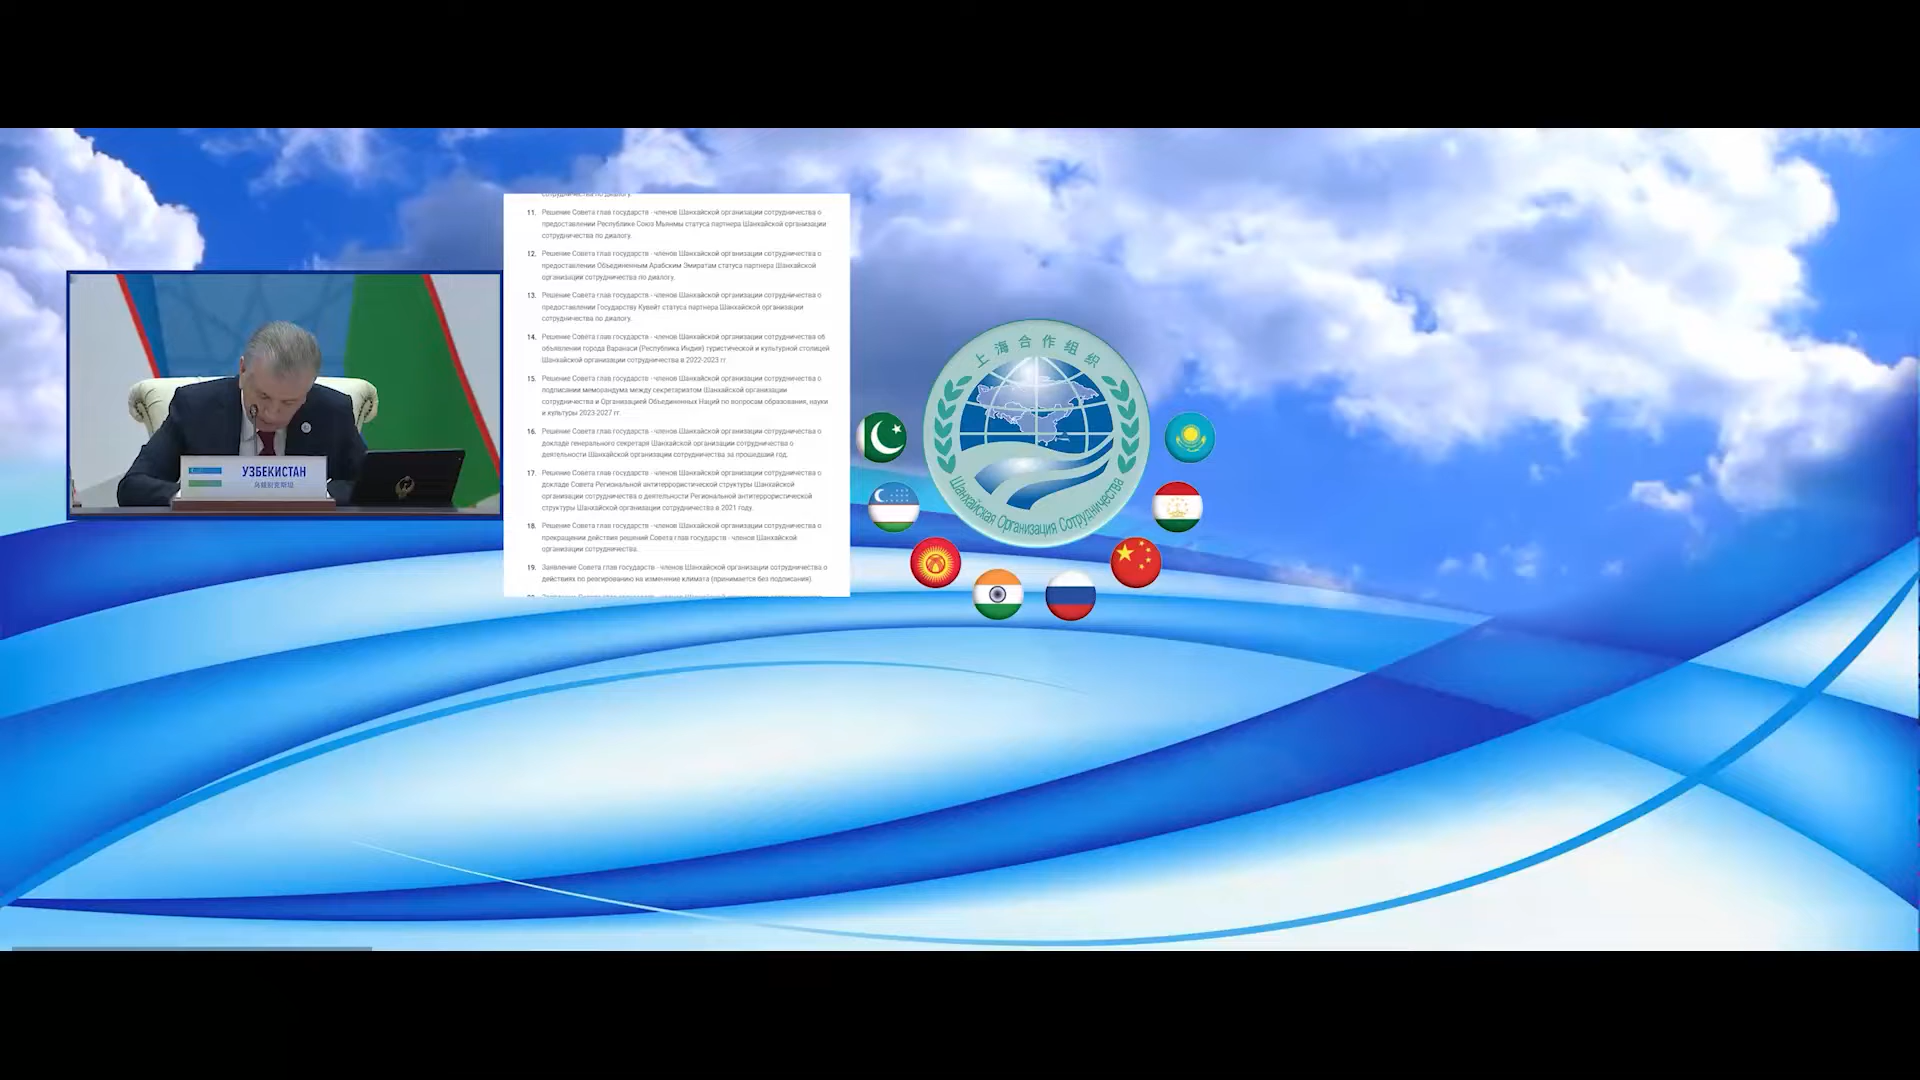 УЗБЕКИСТАН
乌兹别克斯坦
сотрудничества по диалогу.
11. Решение Совета глав государств - членов Шанхайской организации сотрудничества о
предоставлении Республике Союз Мьянмы статуса партнера Шанхайской организации
сотрудничества по диалогу.
12. Решение Совета глав государств - членов Шанхайской организации сотрудничества о
предоставлении Объединенным Арабским Эмиратам статуса партнера Шанхайской
организации сотрудничества по диалогу.
13. Решение Совета глав государств - членов Шанхайской организации сотрудничества о
предоставлении Государству Кувейт статуса партнера Шанхайской организации
сотрудничества по диалогу.
14. Решение Совета глав государств - членов Шанхайской организации сотрудничества об
объявлении города Варанаси (Республика Индия) туристической и культурной столицей
Шанхайской организации сотрудничества в 2022-2023 гг
15. Решение Совета глав государств - членов Шанхайской организации сотрудничества о
подписании меморандума между секретариатом Шанхайской организации
сотрудничества и Организацией Объединенных Наций по вопросам образования, науки
и культуры 2023-2027 гг.
16. Решение Совета глав государств - членов Шанхайской организации сотрудничества о
докладе генерального секретаря Шанхайской организации сотрудничества о
деятельности Шанхайской организации сотрудничества за прошедший год.
17. Решение Совета глав государств - членов Шанхайской организации сотрудничества о
докладе Совета Региональной антитеррористической структуры Шанхайской
организации сотрудничества о деятельности Региональной антитеррористической
структуры Шанхайской организации сотрудничества в 2021 году.
18. Решение Совета глав государств - членов Шанхайской организации сотрудничества о
прекращении действия решений Совета глав государств - членов Шанхайской
организации сотрудничества.
19. Заявление Совета глав государств - членов Шанхайской организации сотрудничества о
действиях по реагированию на изменение климата (принимается без подписания)
上海合作组织
Шанхайская Организация Сотрудничества